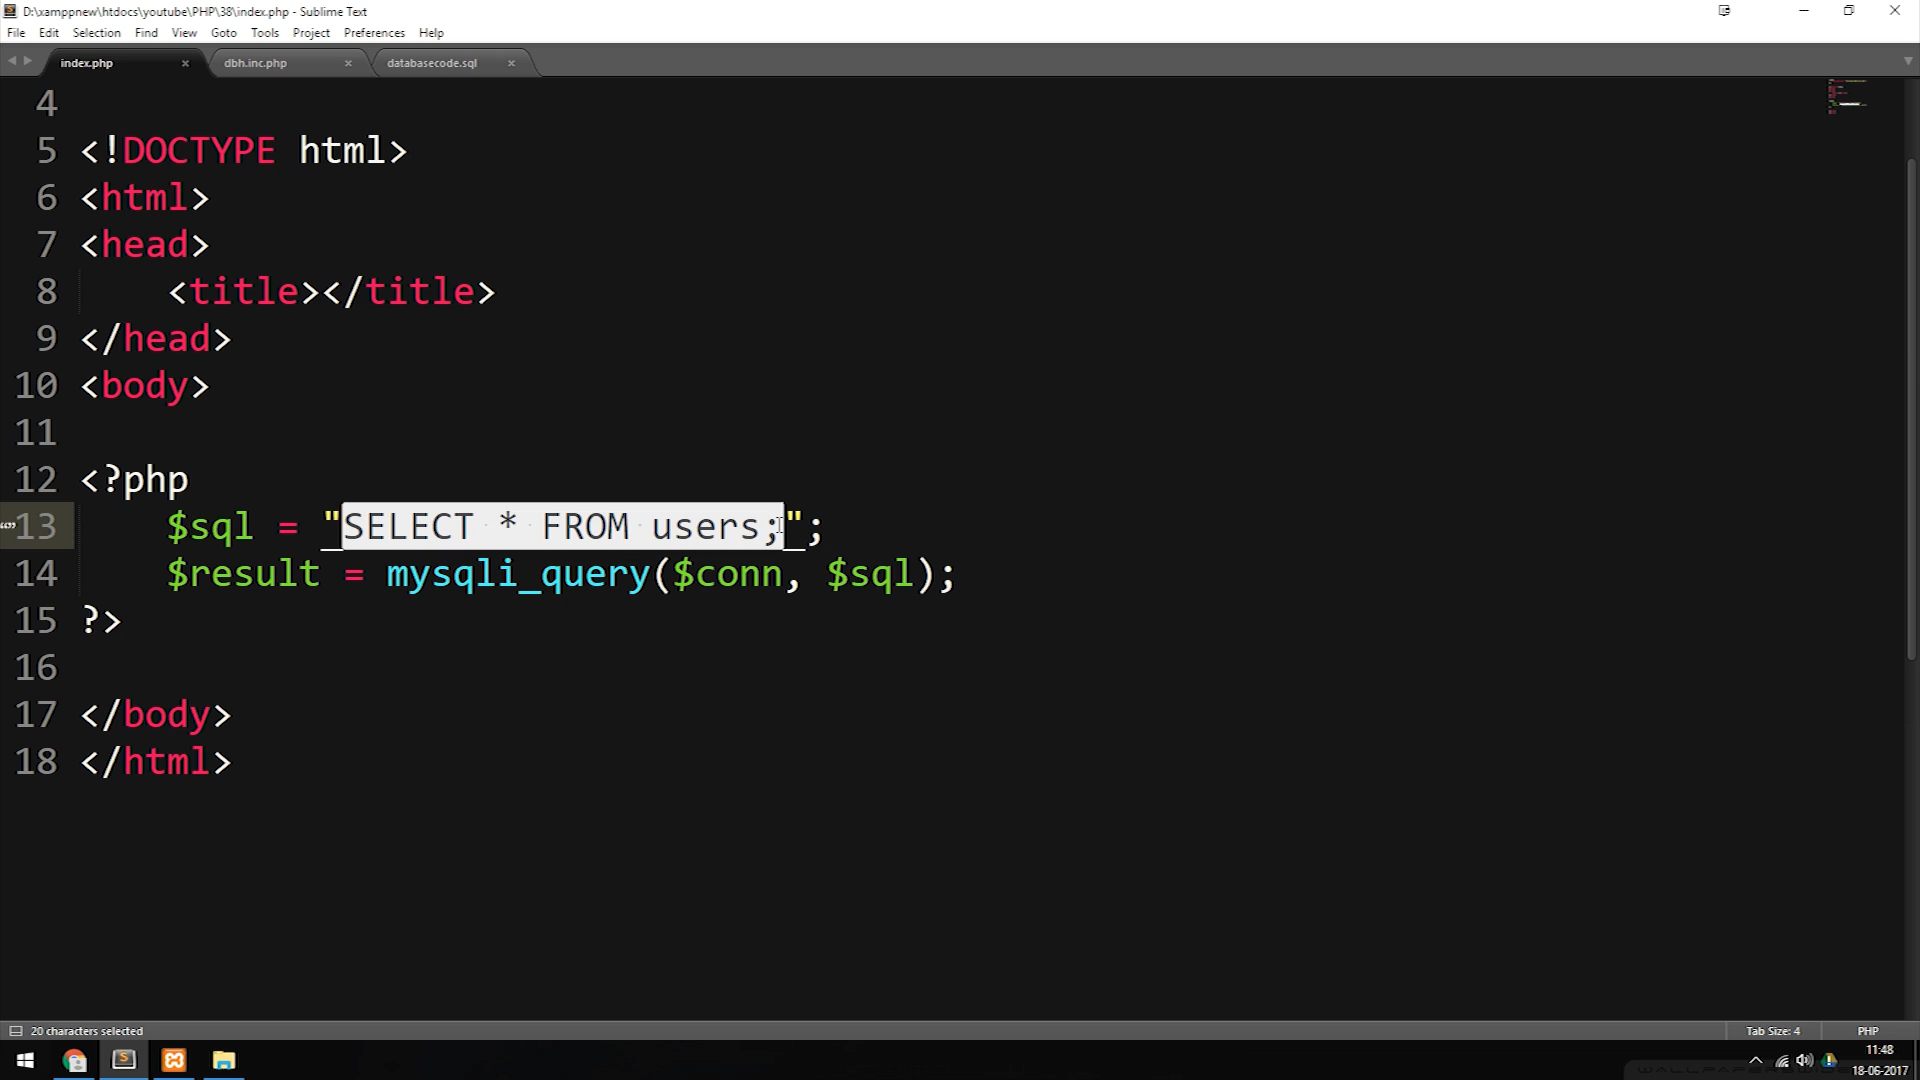 D:\xamppnew\htdocs\youtube\PHP\38\index.php - Sublime Text
File Edit Selection Find View Goto Tools Project Preferences Help
index.php × dbh.inc.php × databasecode.sql ×
4
5 <!DOCTYPE html>
6 <html>
7 <head>
8 <title></title>
9 </head>
10 <body>
11
12 <?php
13 $sql = "SELECT * FROM users;";
14 $result = mysqli_query($conn, $sql);
15 ?>
16
17 </body>
18 </html>
20 characters selected Tab Size: 4 PHP
11:48
18-06-2017